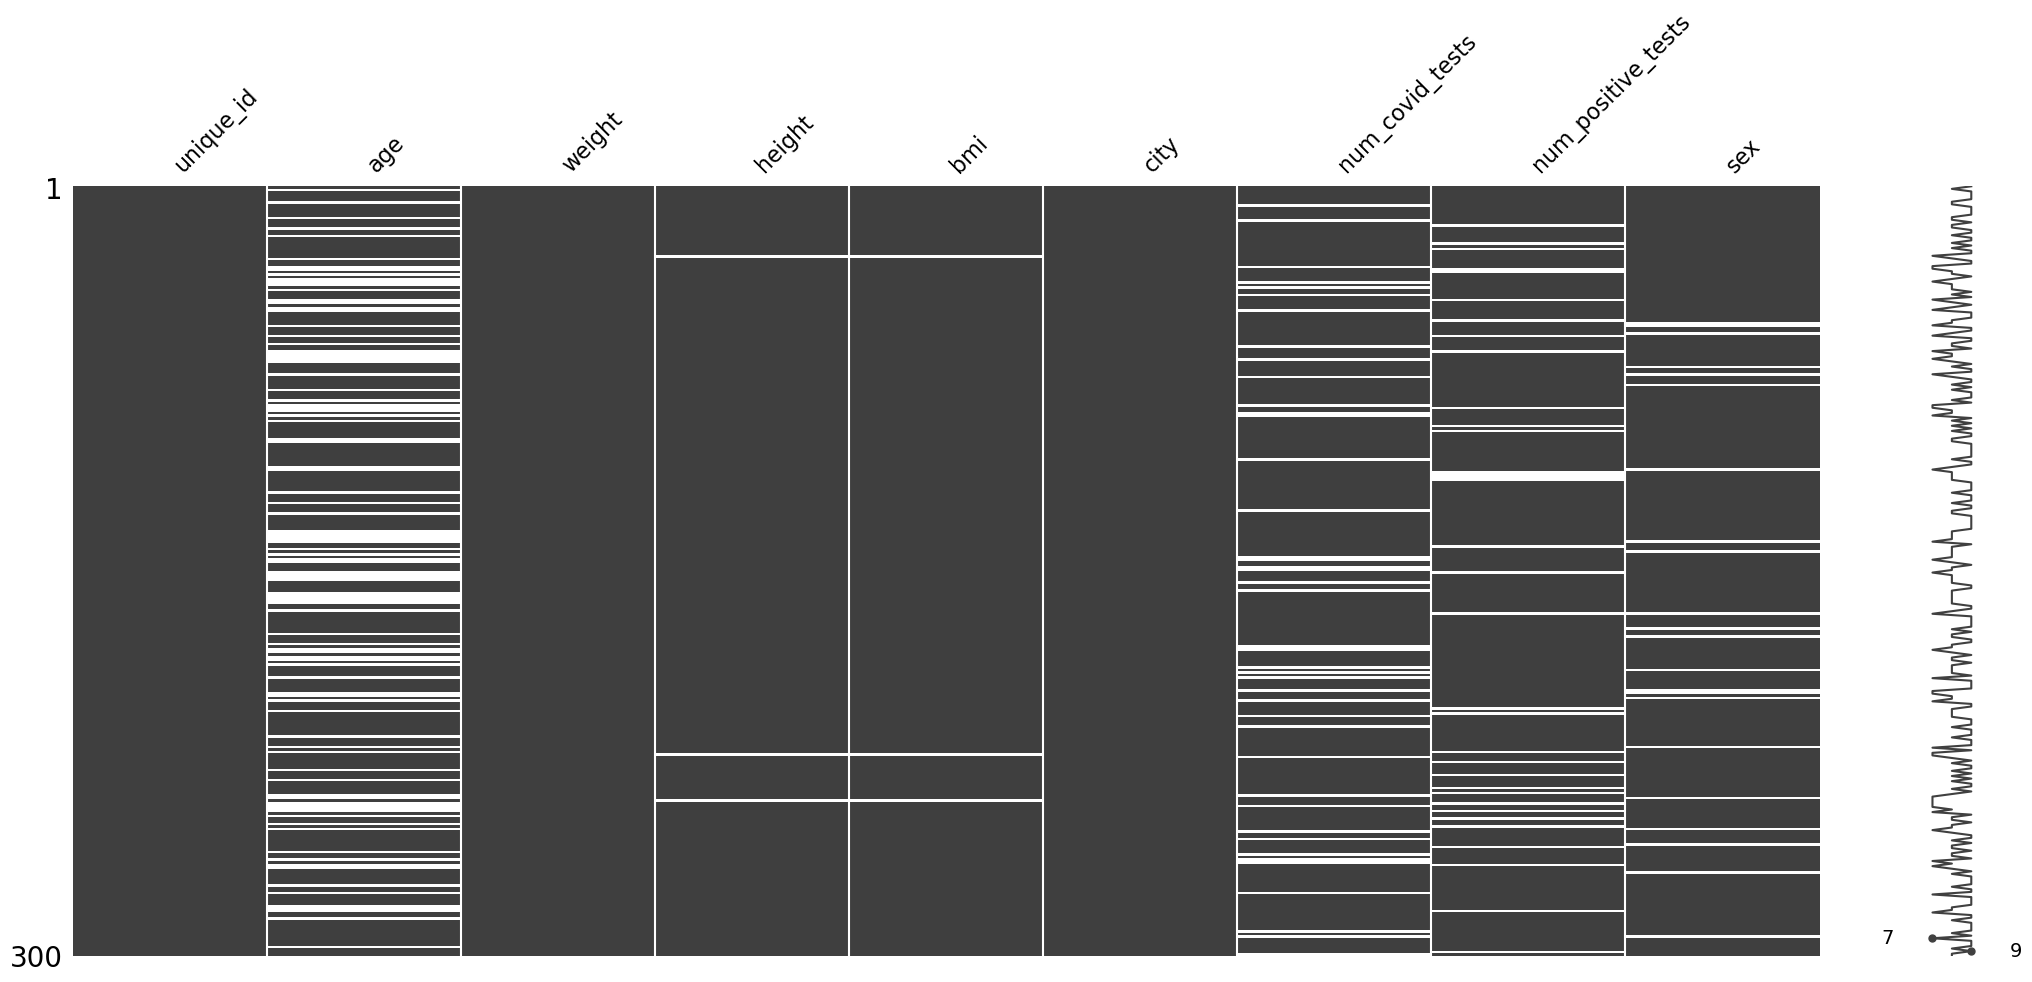 unique_id
age
weight
height
bmi
city
num_covid_tests
num_positive_tests
sex
1
300
7
9